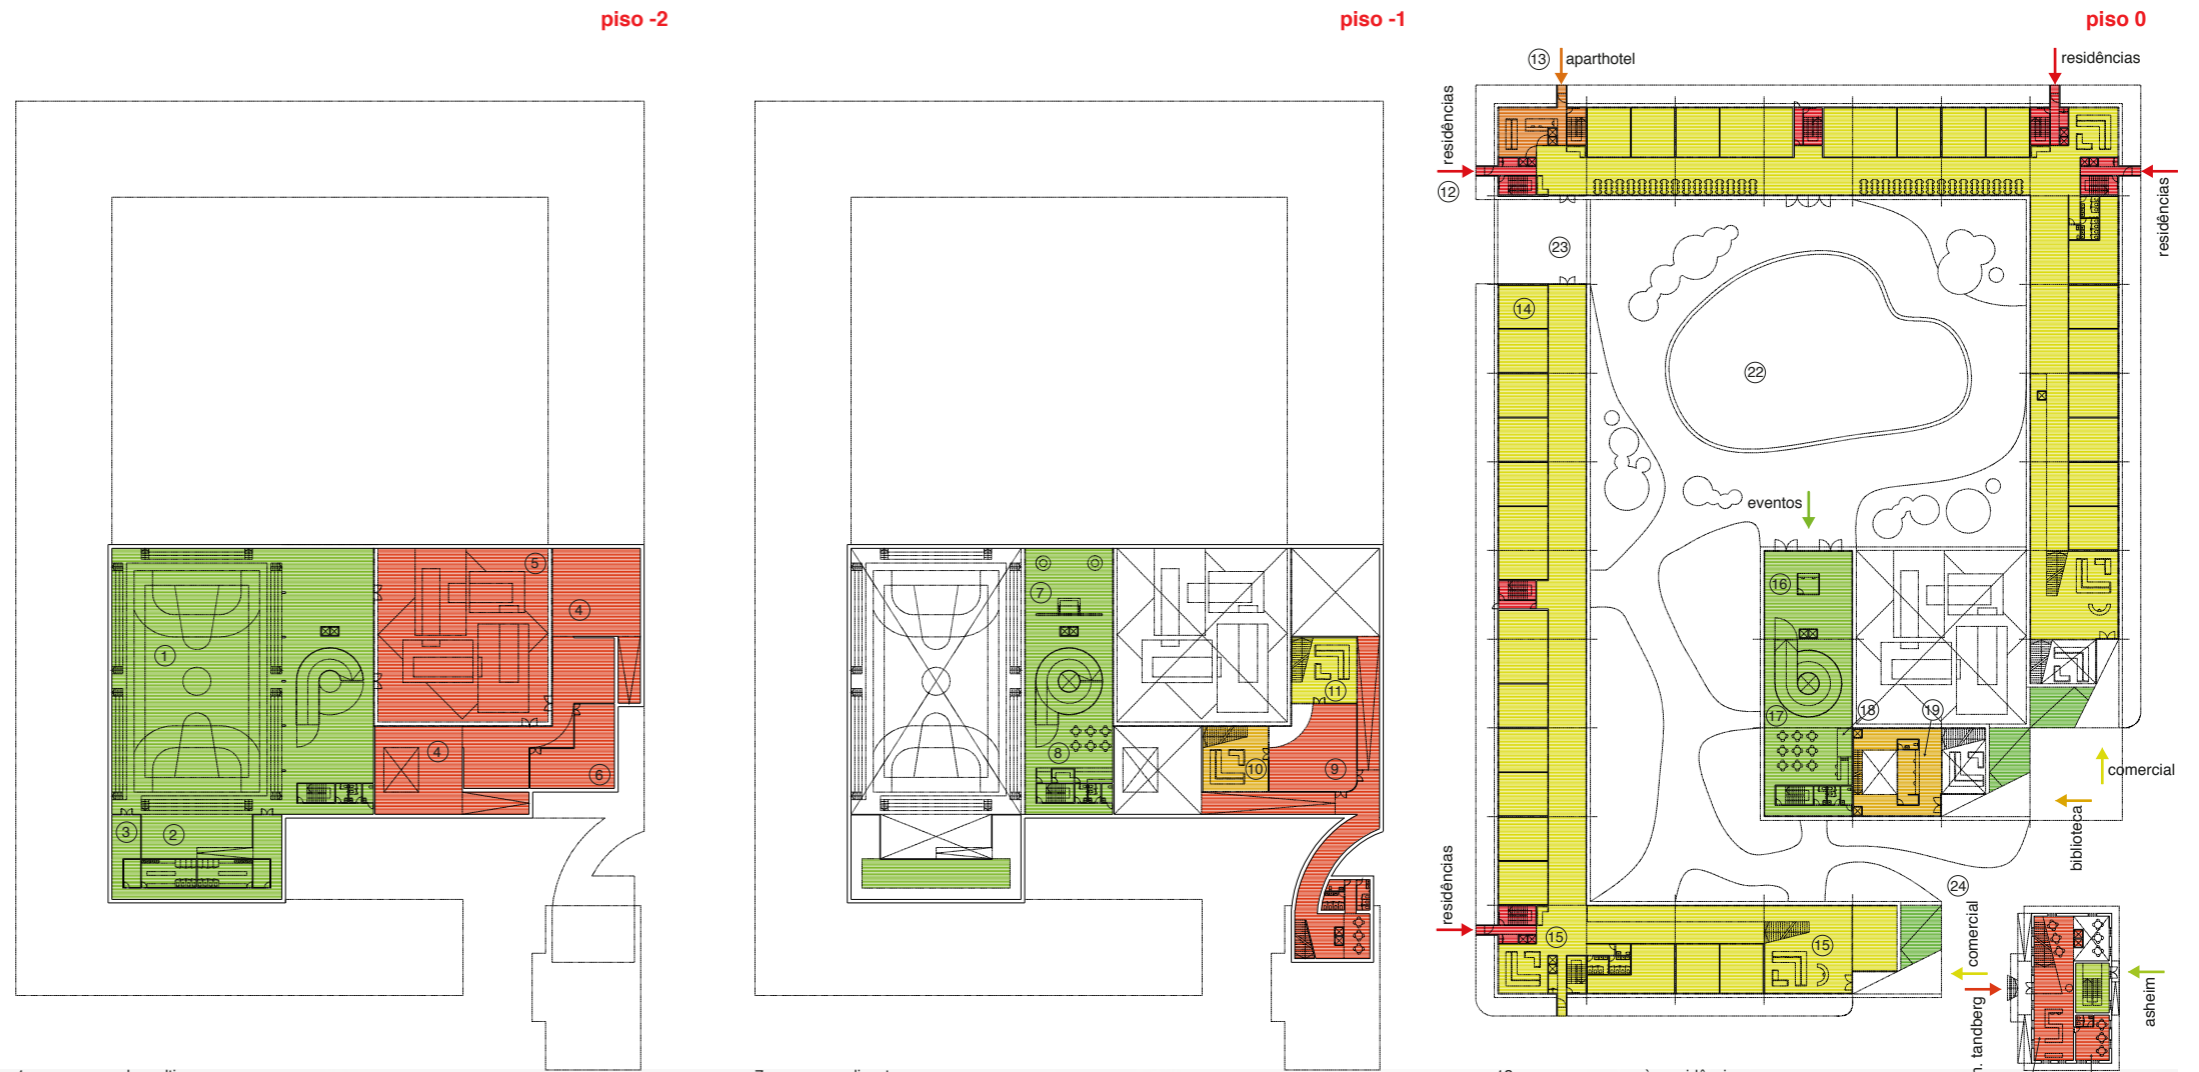 piso -2
piso -1
piso 0
13 aparthotel
residências
residências
12
residências
23
14
22
eventos
1
5
4
4
6
3
2
7
8
11
10
9
16
17
18
19
comercial
biblioteca
24
residências
15
15
comercial
tandberg
asheim